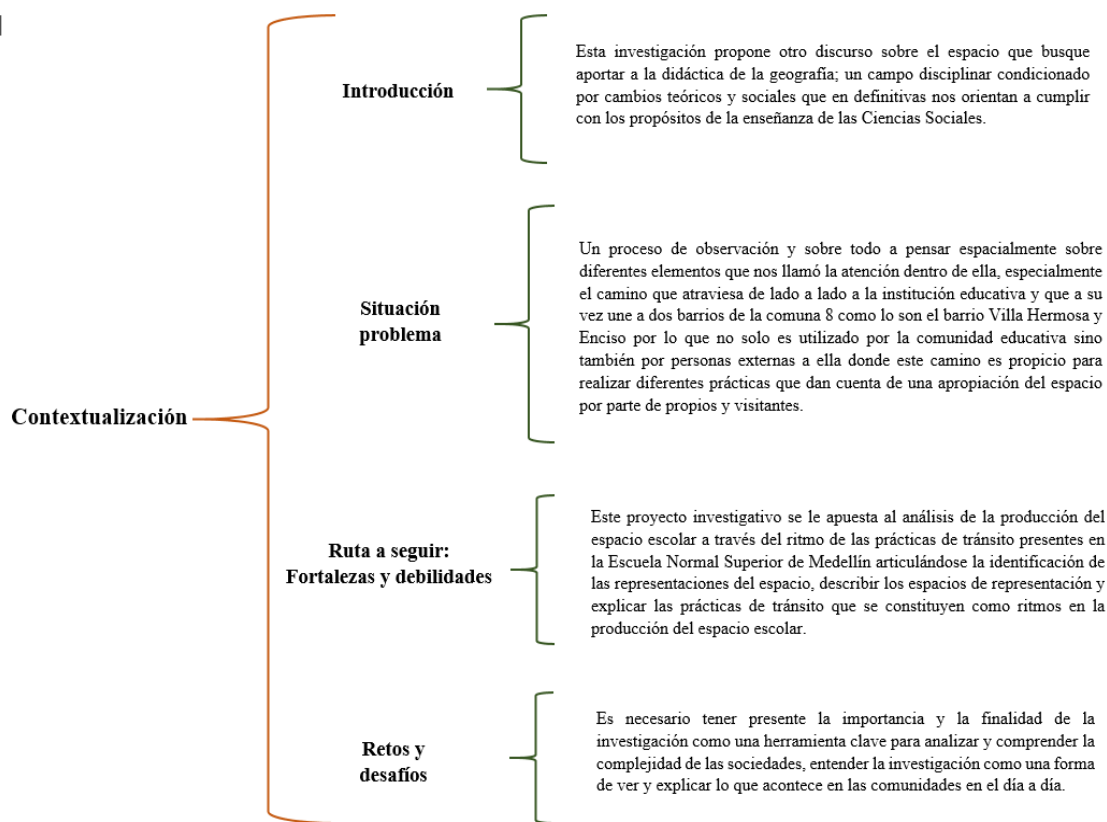 Contextualización
Introducción
Esta investigación propone otro discurso sobre el espacio que busque
aportar a la didáctica de la geografía; un campo disciplinar condicionado
por cambios teóricos y sociales que en definitivas nos orientan a cumplir
con los propósitos de la enseñanza de las Ciencias Sociales.
Situación
problema
Un proceso de observación y sobre todo a pensar espacialmente sobre
diferentes elementos que nos llamó la atención dentro de ella, especialmente
el camino que atraviesa de lado a lado a la institución educativa y que a su
vez une a dos barrios de la comuna 8 como lo son el barrio Villa Hermosa y
Enciso por lo que no solo es utilizado por la comunidad educativa sino
también por personas externas a ella donde este camino es propicio para
realizar diferentes prácticas que dan cuenta de una apropiación del espacio
por parte de propios y visitantes.
Ruta a seguir:
Fortalezas y debilidades
Este proyecto investigativo se le apuesta al análisis de la producción del
espacio escolar a través del ritmo de las prácticas de tránsito presentes en
la Escuela Normal Superior de Medellín articulándose la identificación de
las representaciones del espacio, describir los espacios de representación y
explicar las prácticas de tránsito que se constituyen como ritmos en la
producción del espacio escolar.
Retos y
desafíos
Es necesario tener presente la importancia y la finalidad de la
investigación como una herramienta clave para analizar y comprender la
complejidad de las sociedades, entender la investigación como una forma
de ver y explicar lo que acontece en las comunidades en el día a día.